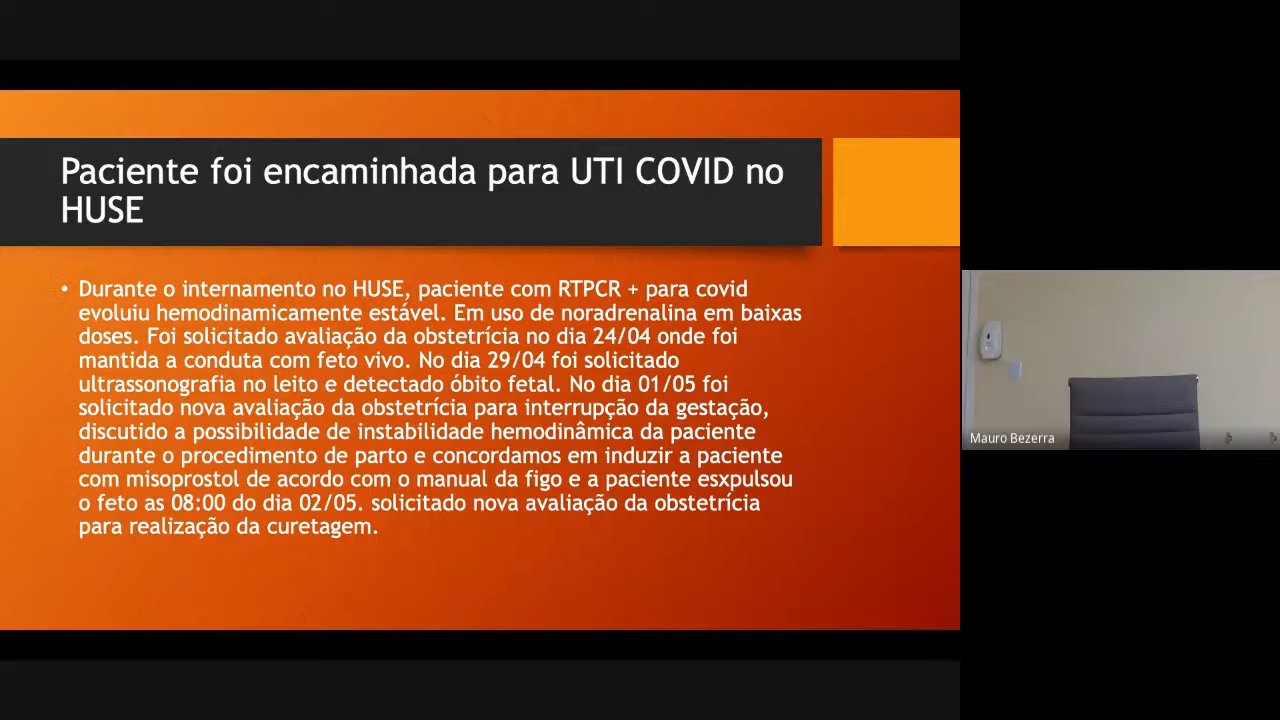 Paciente foi encaminhada para UTI COVID no
HUSE
• Durante o internamento no HUSE, paciente com RTPCR + para covid
evoluiu hemodinamicamente estável. Em uso de noradrenalina em baixas
doses. Foi solicitado avaliação da obstetrícia no dia 24/04 onde foi
mantida a conduta com feto vivo. No dia 29/04 foi solicitado
ultrassonografia no leito e detectado óbito fetal. No dia 01/05 foi
solicitado nova avaliação da obstetrícia para interrupção da gestação,
discutido a possibilidade de instabilidade hemodinâmica da paciente
durante o procedimento de parto e concordamos em induzir a paciente
com misoprostol de acordo com o manual da figo e a paciente esxpulsou
o feto as 08:00 do dia 02/05. solicitado nova avaliação da obstetrícia
para realização da curetagem.
Mauro Bezerra